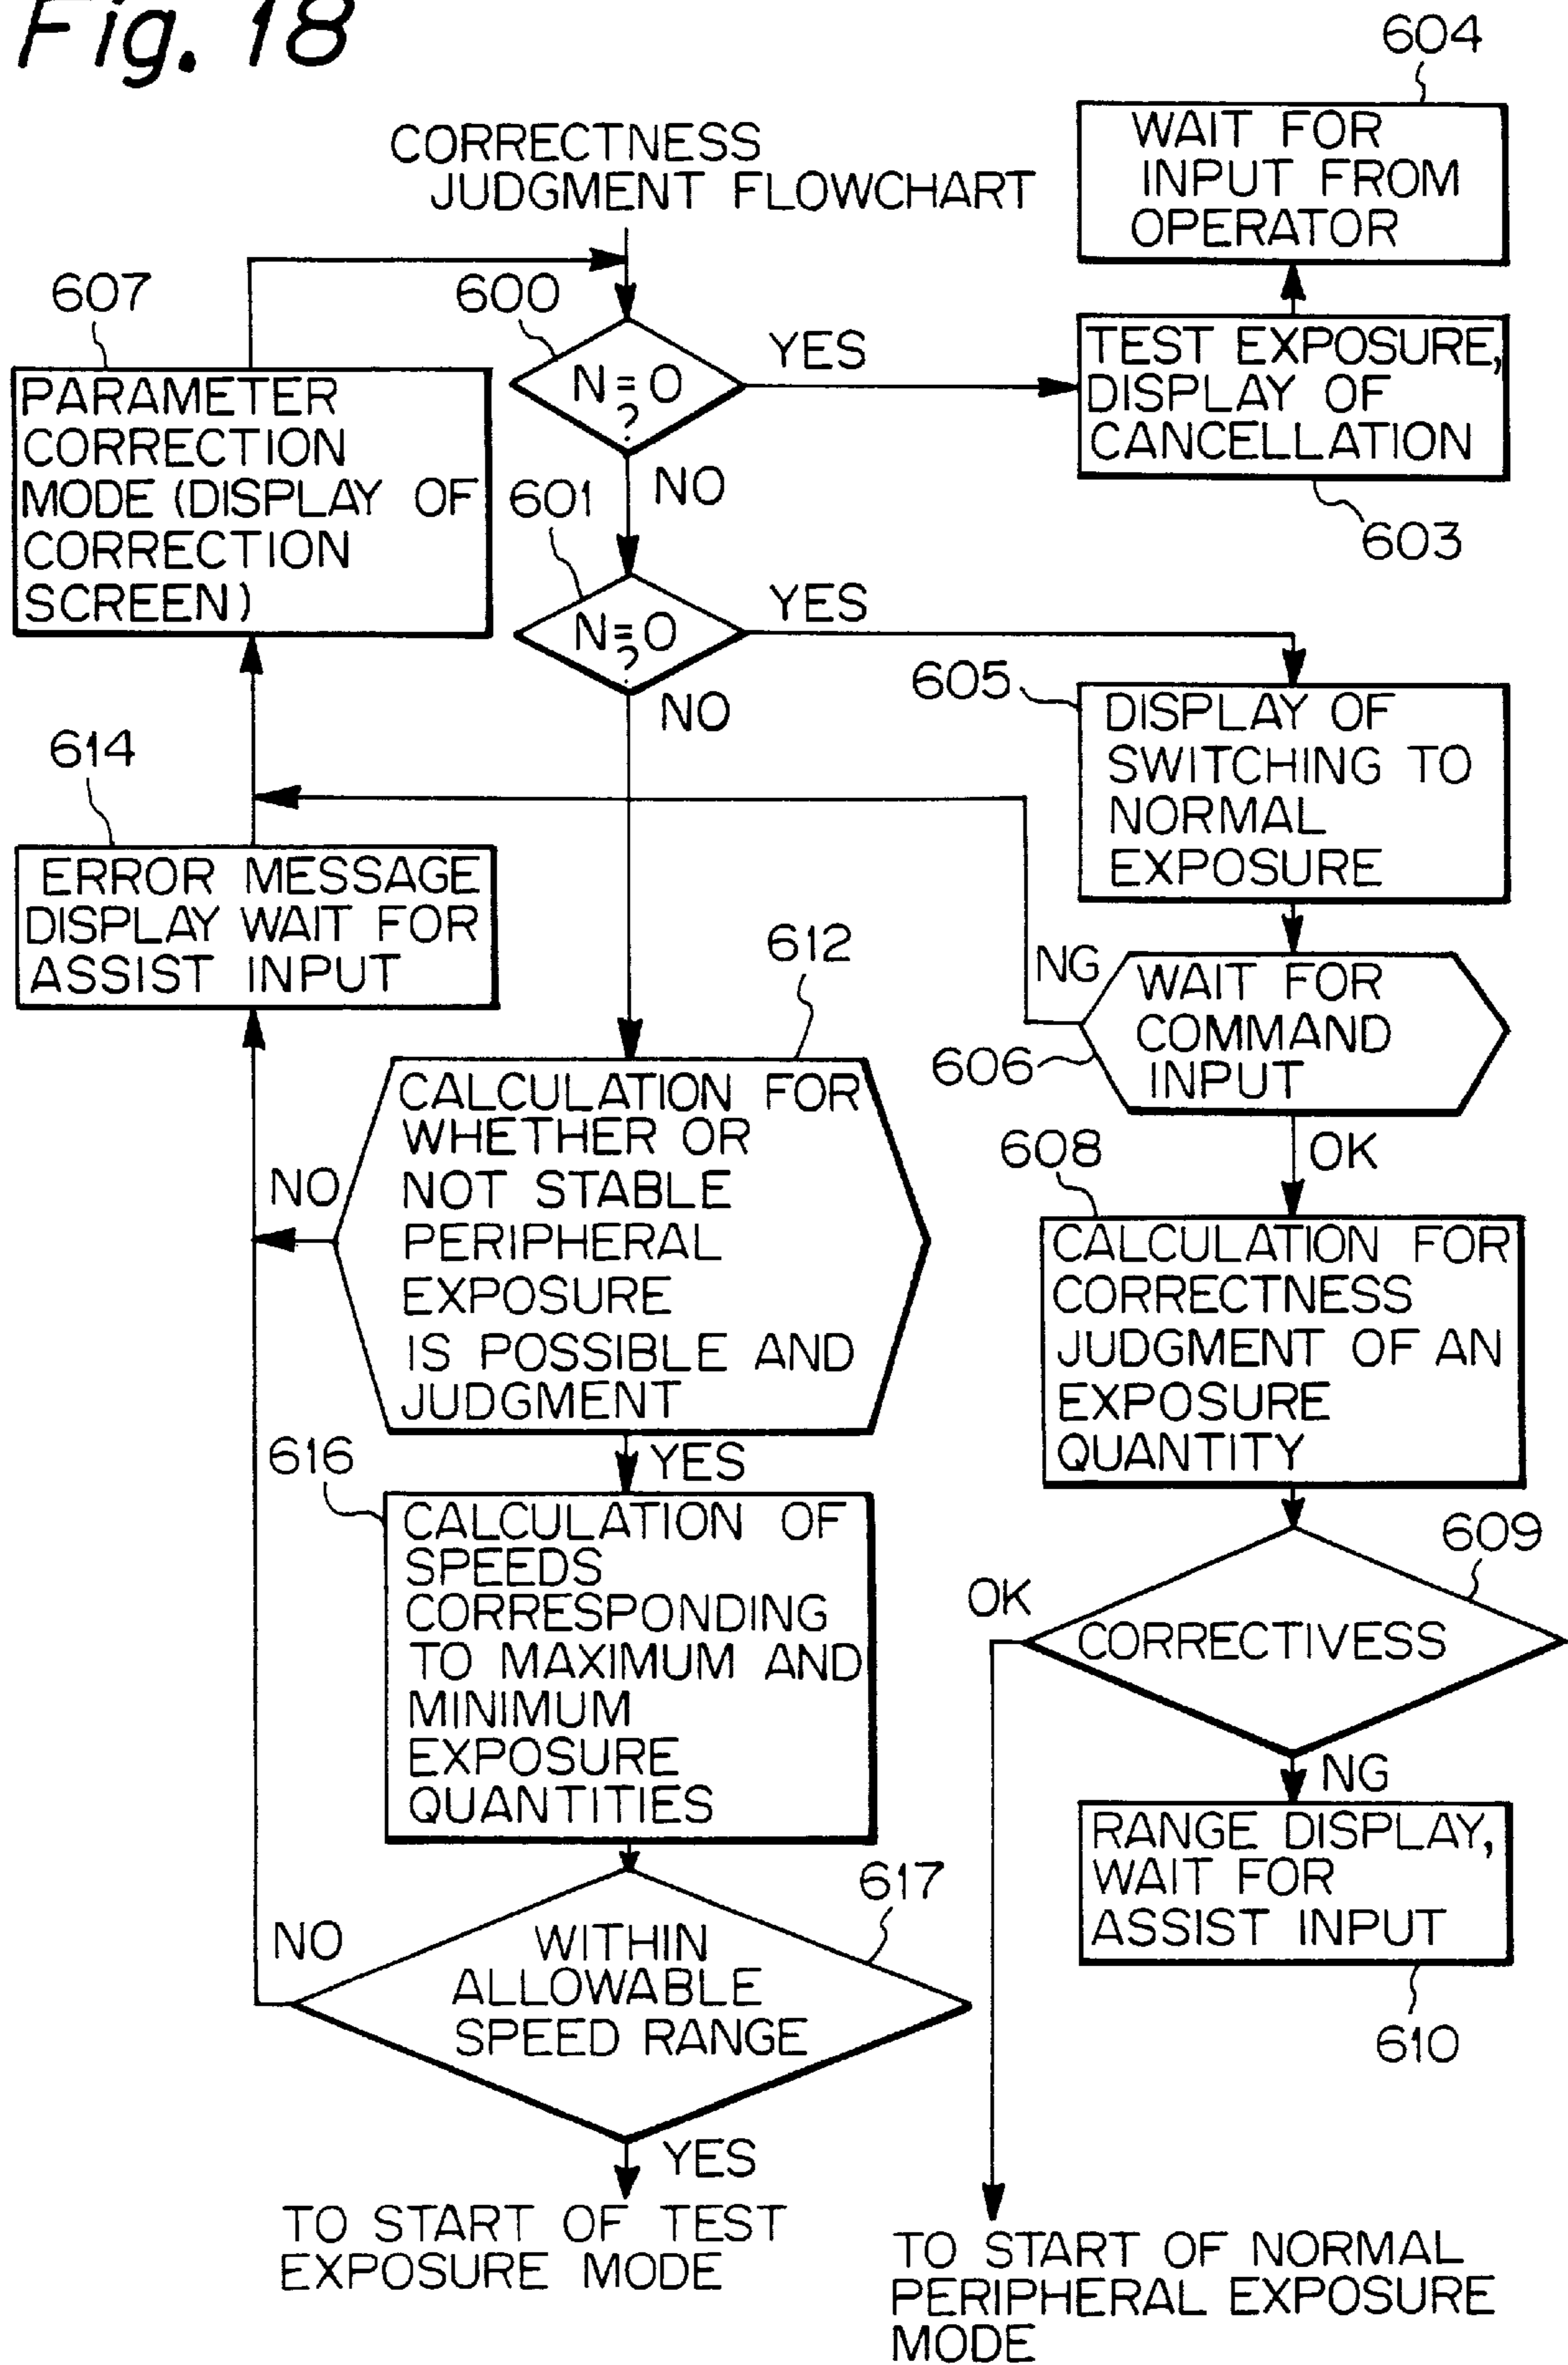 Fig. 18
CORRECTNESS
JUDGMENT FLOWCHART
604
WAIT FOR
INPUT FROM
OPERATOR
607
PARAMETER
CORRECTION
MODE (DISPLAY OF
CORRECTION
SCREEN)
600
N=0
?
YES
NO
TEST EXPOSURE,
DISPLAY OF
CANCELLATION
603
601
N=0
?
YES
NO
605
DISPLAY OF
SWITCHING TO
NORMAL
EXPOSURE
614
ERROR MESSAGE
DISPLAY WAIT FOR
ASSIST INPUT
NG
WAIT FOR
COMMAND
INPUT
606
OK
612
CALCULATION FOR
WHETHER OR
NOT STABLE
PERIPHERAL
EXPOSURE
IS POSSIBLE AND
JUDGMENT
NO
YES
608
CALCULATION FOR
CORRECTNESS
JUDGMENT OF AN
EXPOSURE
QUANTITY
616
CALCULATION OF
SPEEDS
CORRESPONDING
TO MAXIMUM AND
MINIMUM
EXPOSURE
QUANTITIES
609
OK
CORRECTIVESS
NG
RANGE DISPLAY,
WAIT FOR
ASSIST INPUT
610
617
NO
WITHIN
ALLOWABLE
SPEED RANGE
YES
TO START OF TEST
EXPOSURE MODE
TO START OF NORMAL
PERIPHERAL EXPOSURE
MODE